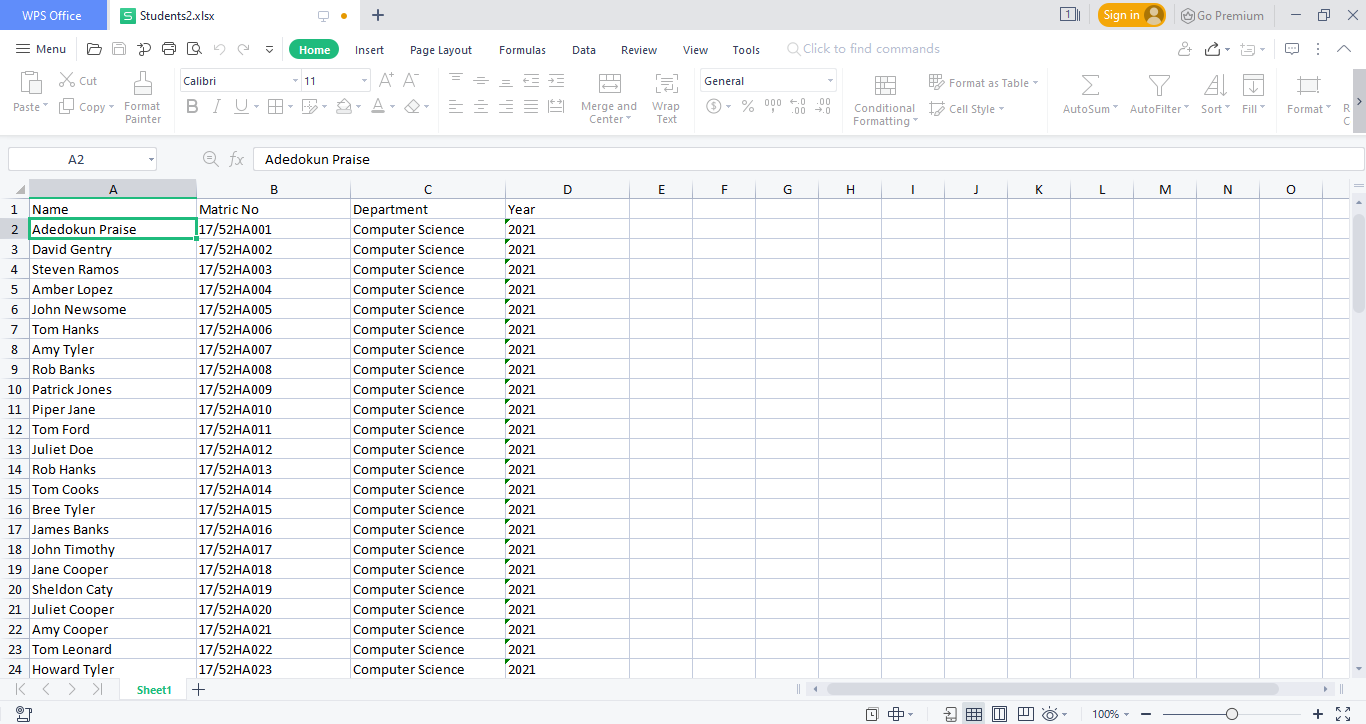 WPS Office Students2.xlsx Sign in Go Premium
Menu Home Insert Page Layout Formulas Data Review View Tools Click to find commands
Paste Cut Copy Format Painter Calibri 11 Merge and Center Wrap Text General Conditional Formatting Format as Table Cell Style AutoSum AutoFilter Sort Fill Format R C
A2 fx Adedokun Praise
A B C D E F G H I J K L M N O
1 Name Matric No Department Year
2 Adedokun Praise 17/52HA001 Computer Science 2021
3 David Gentry 17/52HA002 Computer Science 2021
4 Steven Ramos 17/52HA003 Computer Science 2021
5 Amber Lopez 17/52HA004 Computer Science 2021
6 John Newsome 17/52HA005 Computer Science 2021
7 Tom Hanks 17/52HA006 Computer Science 2021
8 Amy Tyler 17/52HA007 Computer Science 2021
9 Rob Banks 17/52HA008 Computer Science 2021
10 Patrick Jones 17/52HA009 Computer Science 2021
11 Piper Jane 17/52HA010 Computer Science 2021
12 Tom Ford 17/52HA011 Computer Science 2021
13 Juliet Doe 17/52HA012 Computer Science 2021
14 Rob Hanks 17/52HA013 Computer Science 2021
15 Tom Cooks 17/52HA014 Computer Science 2021
16 Bree Tyler 17/52HA015 Computer Science 2021
17 James Banks 17/52HA016 Computer Science 2021
18 John Timothy 17/52HA017 Computer Science 2021
19 Jane Cooper 17/52HA018 Computer Science 2021
20 Sheldon Caty 17/52HA019 Computer Science 2021
21 Juliet Cooper 17/52HA020 Computer Science 2021
22 Amy Cooper 17/52HA021 Computer Science 2021
23 Tom Leonard 17/52HA022 Computer Science 2021
24 Howard Tyler 17/52HA023 Computer Science 2021
Sheet1
100%